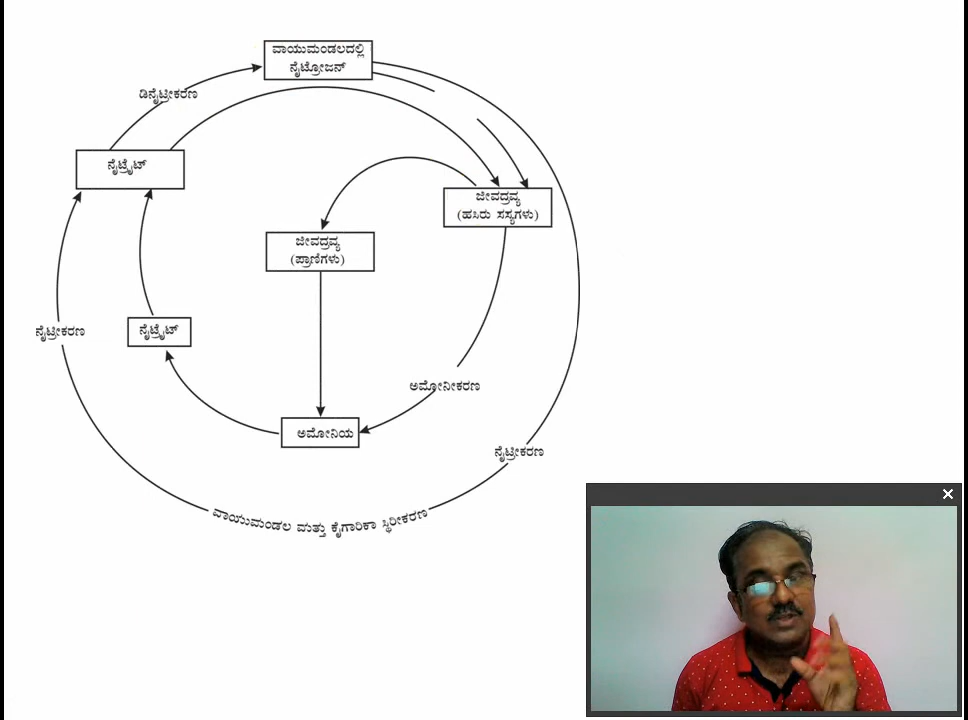 ವಾಯುಮಂಡಲದಲ್ಲಿ
ನೈಟ್ರೋಜನ್
ಡಿನೈಟ್ರೀಕರಣ
ನೈಟ್ರೈಟ್
ಜೀವದ್ರವ್ಯ
(ಹಸಿರು ಸಸ್ಯಗಳು)
ಜೀವದ್ರವ್ಯ
(ಪ್ರಾಣಿಗಳು)
ನೈಟ್ರೀಕರಣ
ನೈಟ್ರೈಟ್
ಅಮೋನೀಕರಣ
ಅಮೋನಿಯ
ನೈಟ್ರೀಕರಣ
ವಾಯುಮಂಡಲ ಮತ್ತು ಕೈಗಾರಿಕಾ ಸ್ಥಿರೀಕರಣ